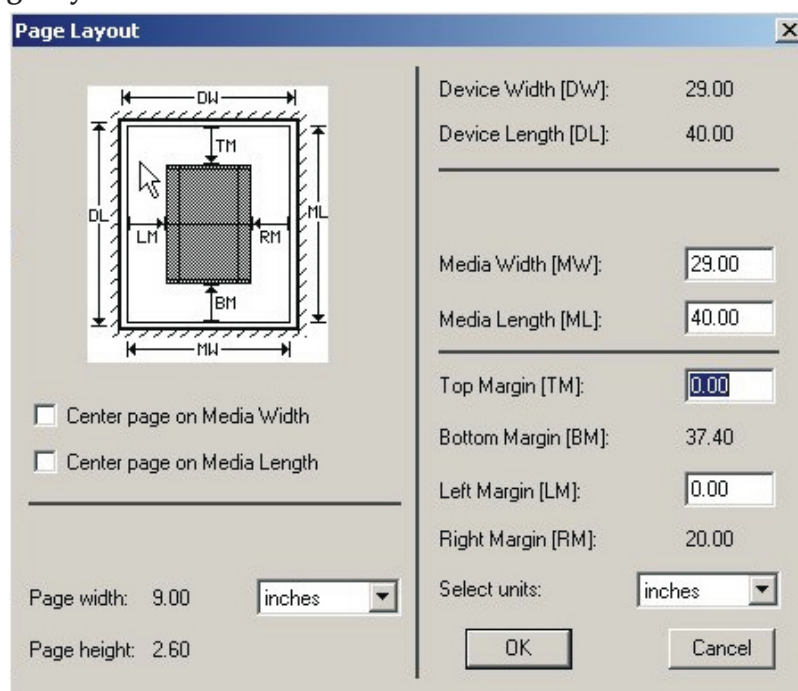 Page Layout
DW
TM
DL
ML
LM
RM
BM
MW
Center page on Media Width
Center page on Media Length
Page width: 9.00 inches
Page height: 2.60
Device Width [DW]: 29.00
Device Length [DL]: 40.00
Media Width [MW]: 29.00
Media Length [ML]: 40.00
Top Margin [TM]: 0.00
Bottom Margin [BM]: 37.40
Left Margin [LM]: 0.00
Right Margin [RM]: 20.00
Select units: inches
OK Cancel